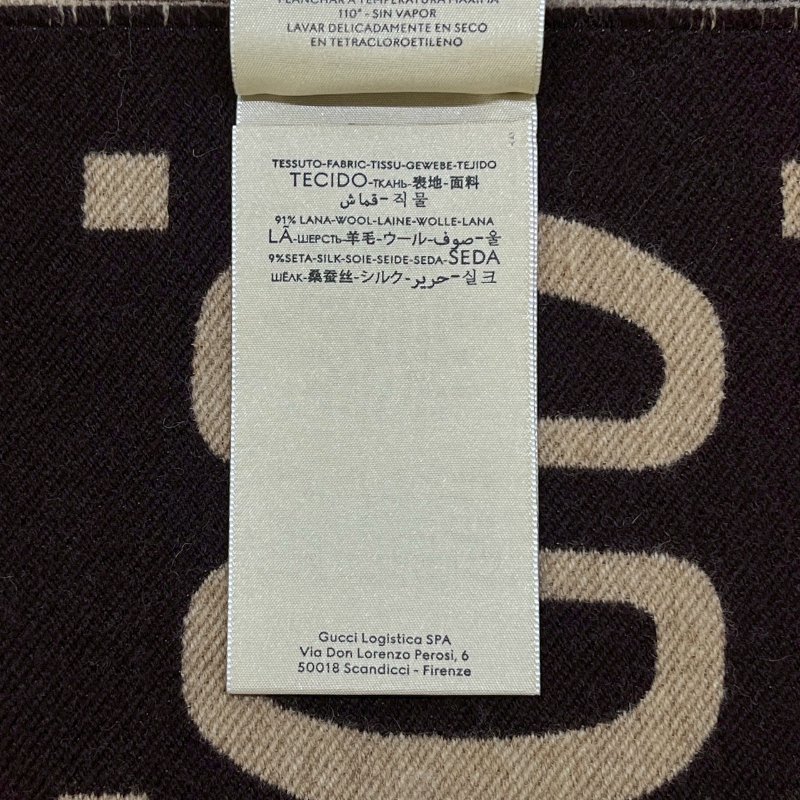 PLANCHAR A TEMPERATURA MAXIMA
110° - SIN VAPOR
LAVAR DELICADAMENTE EN SECO
EN TETRACLOROETILENO
TESSUTO-FABRIC-TISSU-GEWEBE-TEJIDO
TECIDO-ТКАНЬ-表地-面料
قماش-직물
91% LANA-WOOL-LAINE-WOLLE-LANA
LÃ-ШЕРСТЬ-羊毛-ウール-صوف-울
9%SETA-SILK-SOIE-SEIDE-SEDA-SEDA
ШЁЛК-桑蚕丝-シルク-حرير-실크
Gucci Logistica SPA
Via Don Lorenzo Perosi, 6
50018 Scandicci - Firenze